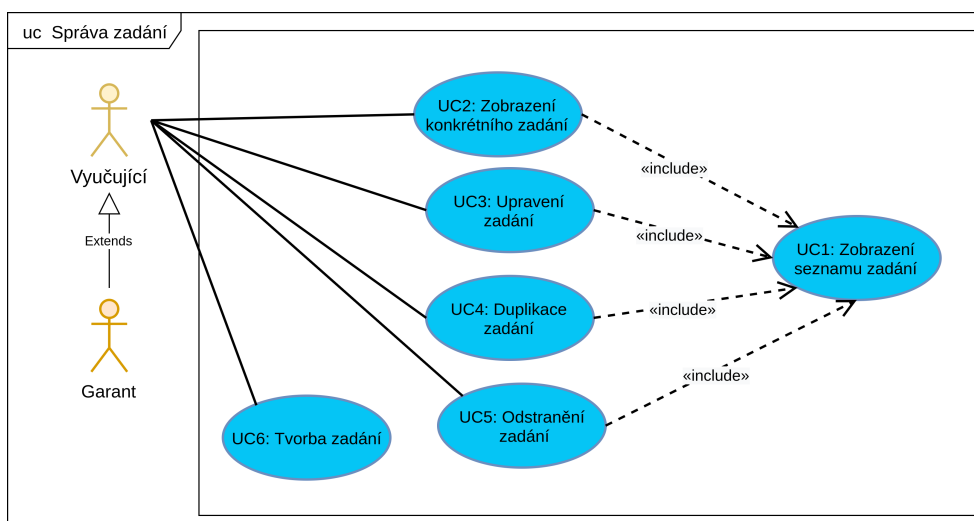 uc Správa zadání
Vyučující
Extends
Garant
UC2: Zobrazení
konkrétního zadání
UC3: Upravení
zadání
UC4: Duplikace
zadání
UC5: Odstranění
zadání
UC6: Tvorba zadání
«include»
«include»
«include»
«include»
UC1: Zobrazení
seznamu zadání